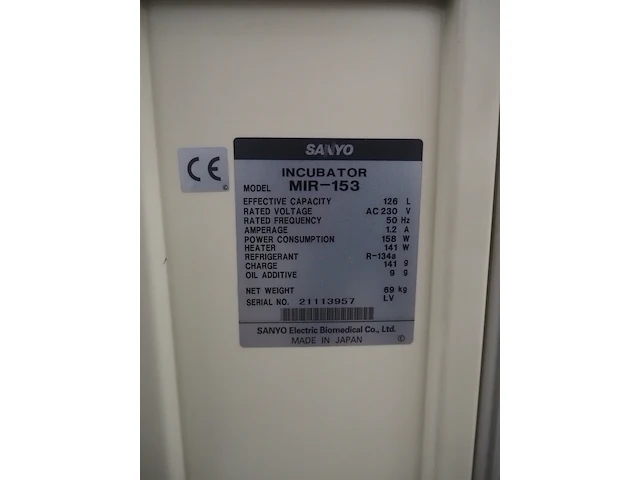 SANYO
CE
©
INCUBATOR
MODEL MIR-153
EFFECTIVE CAPACITY 126 L
RATED VOLTAGE AC 230 V
RATED FREQUENCY 50 Hz
AMPERAGE 1.2 A
POWER CONSUMPTION 158 W
HEATER 141 W
REFRIGERANT R-134a
CHARGE 141 g
OIL ADDITIVE 9 g
NET WEIGHT 69 kg
SERIAL NO. 21113957 LV
SANYO Electric Biomedical Co., Ltd.
MADE IN JAPAN